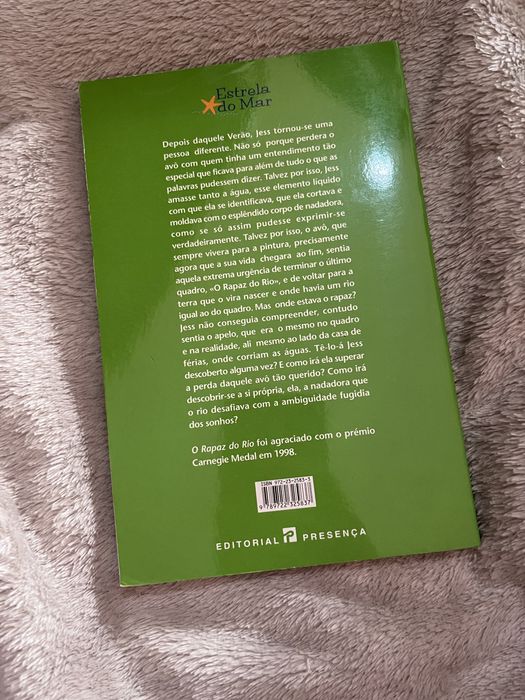 Estrela
do Mar
Depois daquele Verão, Jess tornou-se uma
pessoa diferente. Não só porque perdera o
avô com quem tinha um entendimento tão
especial que ficava para além de tudo o que as
palavras pudessem dizer. Talvez por isso, Jess
amasse tanto a água, esse elemento líquido
com que ela se identificava, que ela cortava e
moldava com o esplêndido corpo de nadadora,
como se só assim pudesse exprimir-se
verdadeiramente. Talvez por isso, o avô, que
sempre vivera para a pintura, precisamente
agora que a sua vida chegara ao fim, sentia
aquela extrema urgência de terminar o último
quadro, «O Rapaz do Rio», e de voltar para a
terra que o vira nascer e onde havia um rio
igual ao do quadro. Mas onde estava o rapaz?
Jess não conseguia compreender, contudo
sentia o apelo, que era o mesmo no quadro
e na realidade, ali mesmo ao lado da casa de
férias, onde corriam as águas. Tê-lo-á Jess
descoberto alguma vez? E como irá ela superar
a perda daquele avô tão querido? Como irá
descobrir-se a si própria, ela, a nadadora que
o rio desafiava com a ambiguidade fugidia
dos sonhos?
O Rapaz do Rio foi agraciado com o prémio
Carnegie Medal em 1998.
ISBN 972-23-2583-3
9 789722 325837
EDITORIAL PRESENÇA